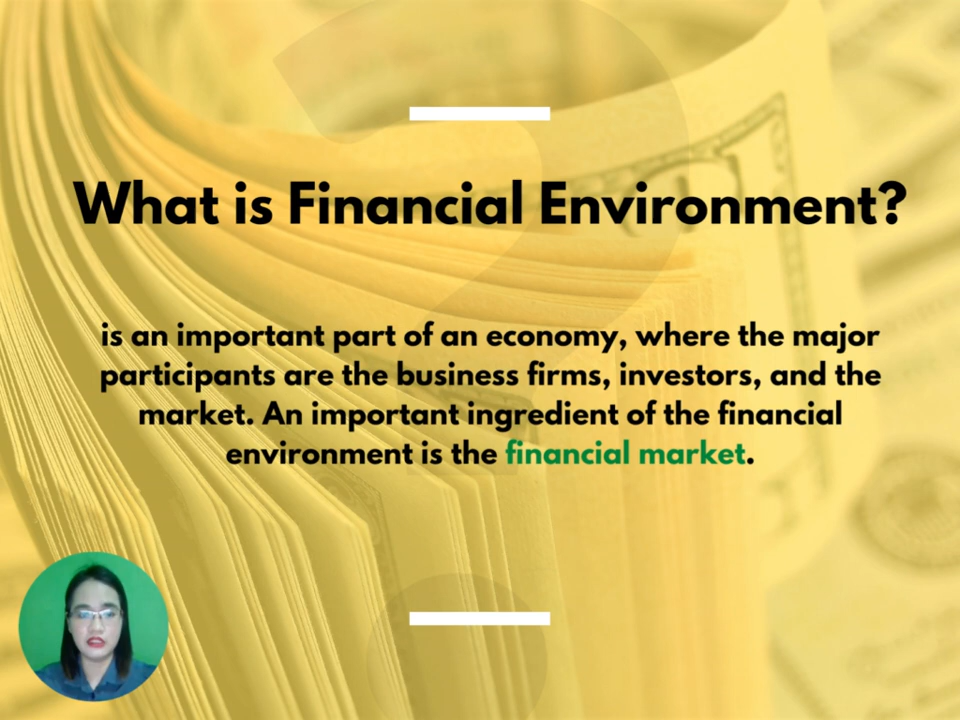 What is Financial Environment?
is an important part of an economy, where the major
participants are the business firms, investors, and the
market. An important ingredient of the financial
environment is the financial market.